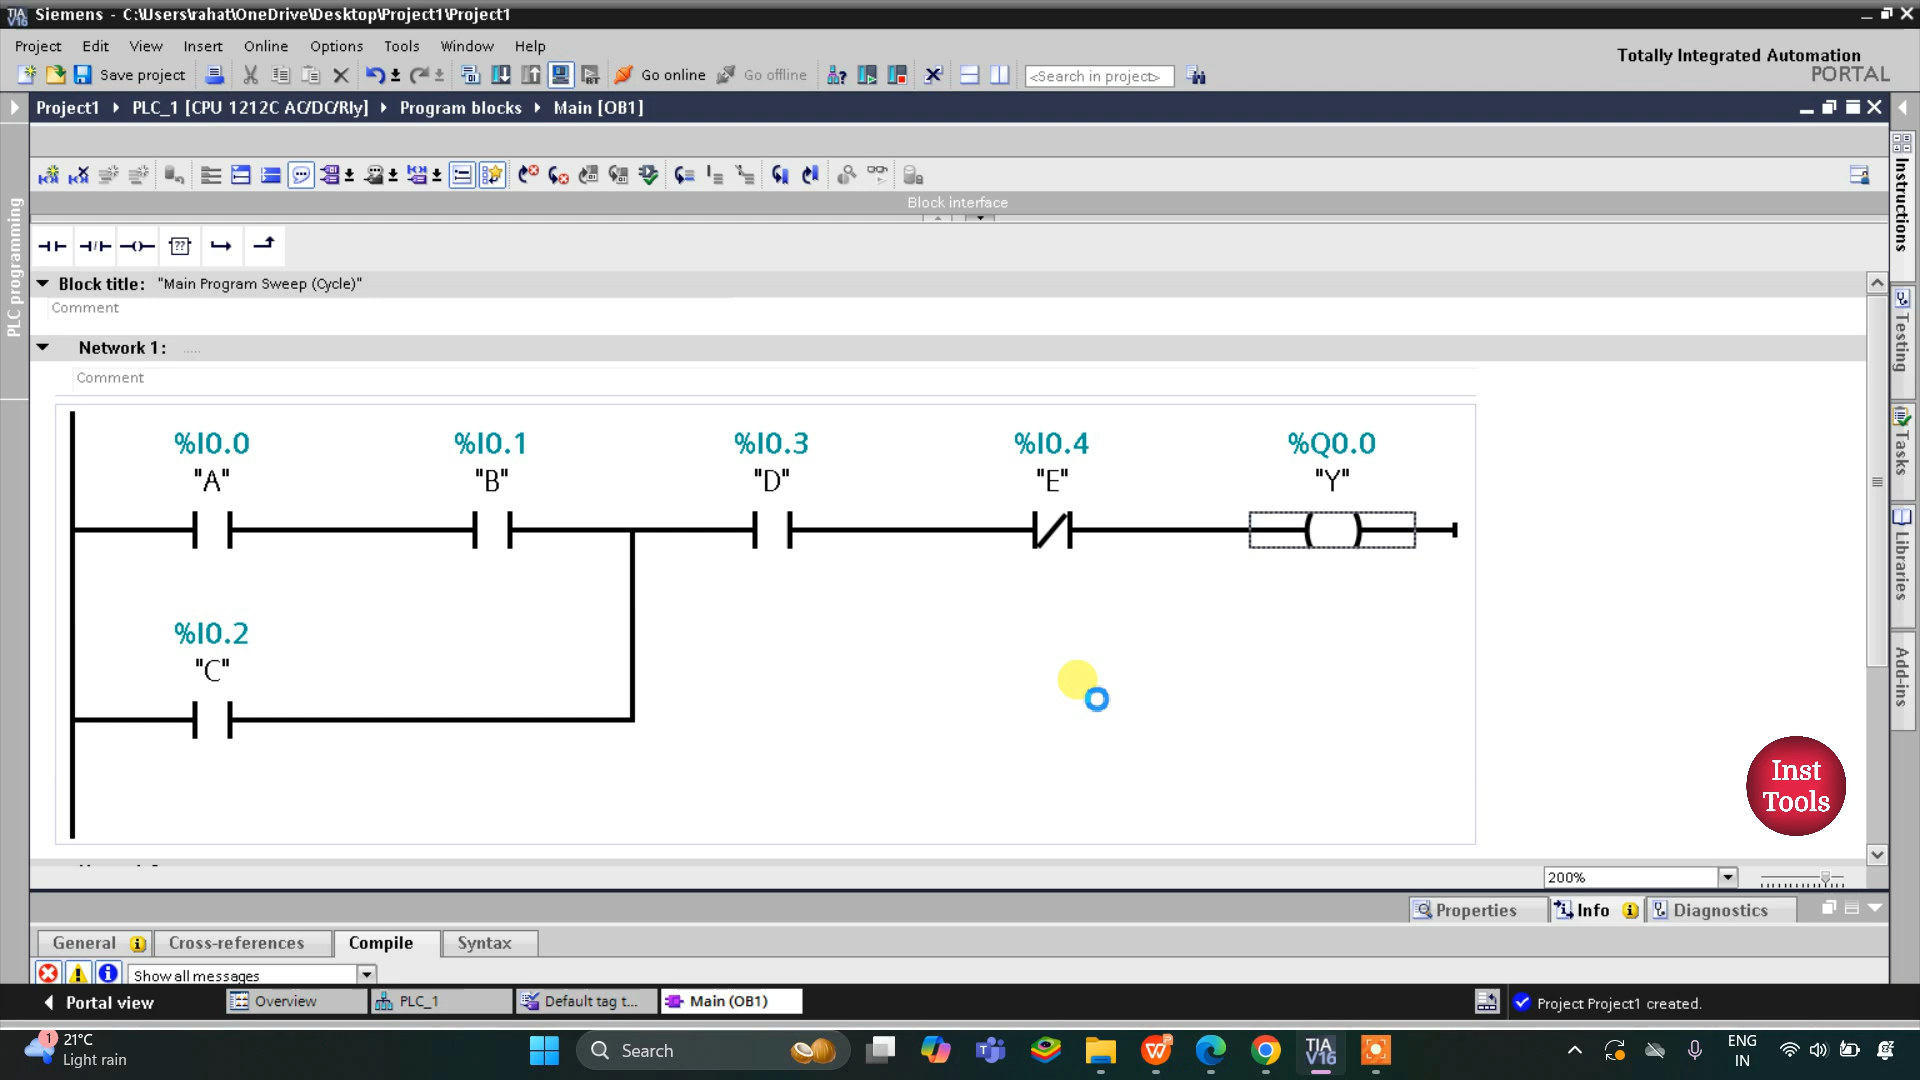 Siemens - C:\Users\rahat\OneDrive\Desktop\Project1\Project1
Project Edit View Insert Online Options Tools Window Help
Totally Integrated Automation
PORTAL
Save project Go online Go offline <Search in project>
Project1 PLC_1 [CPU 1212C AC/DC/Rly] Program blocks Main [OB1]
Block interface
PLC programming
Instructions
Testing
Tasks
Libraries
Add-ins
??
Block title: "Main Program Sweep (Cycle)"
Comment
Network 1: .....
Comment
%I0.0 %I0.1 %I0.3 %I0.4 %Q0.0
"A" "B" "D" "E" "Y"
%I0.2
"C"
Inst
Tools
200%
Properties Info Diagnostics
General Cross-references Compile Syntax
Show all messages
Portal view Overview PLC_1 Default tag t... Main (OB1) Project Project1 created.
1 21°C
Light rain
Search
TIA
V16
ENG
IN